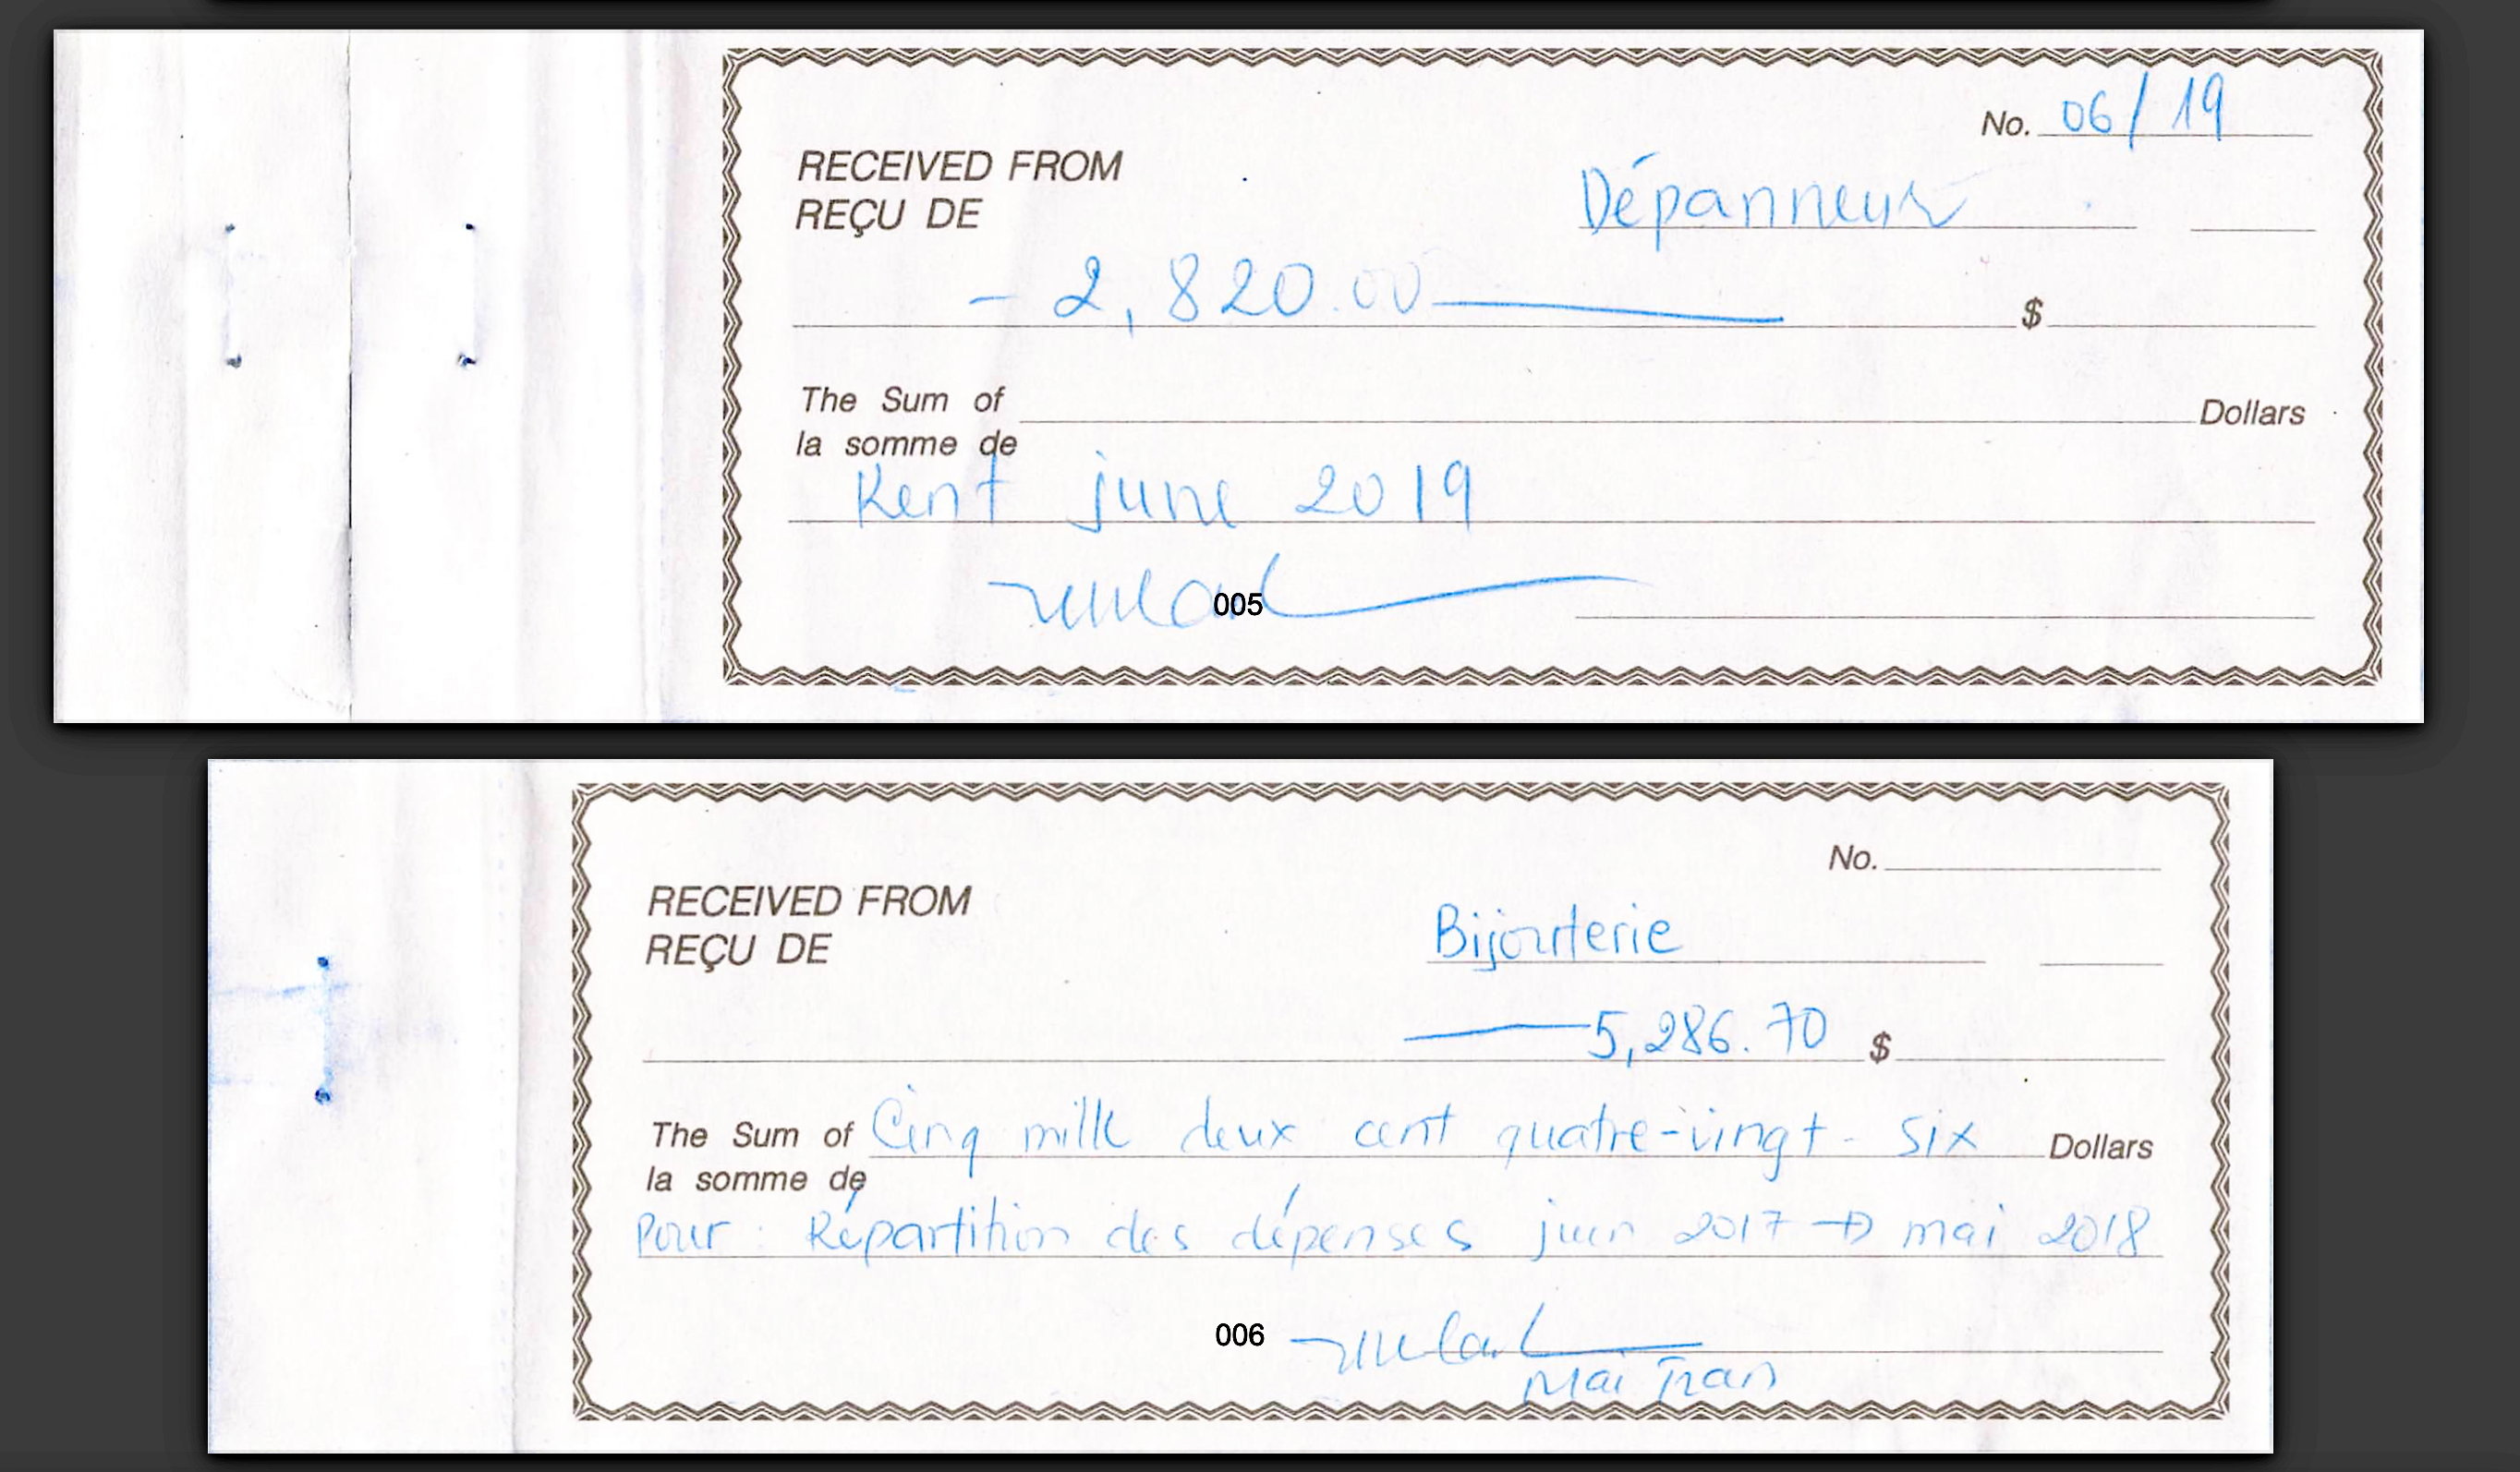 No. 06/19
RECEIVED FROM
REÇU DE
Dépanneur
- 2,820.00
$
The Sum of
Dollars
la somme de
Rent june 2019
005
No.
RECEIVED FROM
REÇU DE
Bijouterie
5,286.70 $
The Sum of Cinq mille deux cent quatre-vingt-six Dollars
la somme de
Pour : Répartition des dépenses juin 2017 → mai 2018
006
Mai Tran